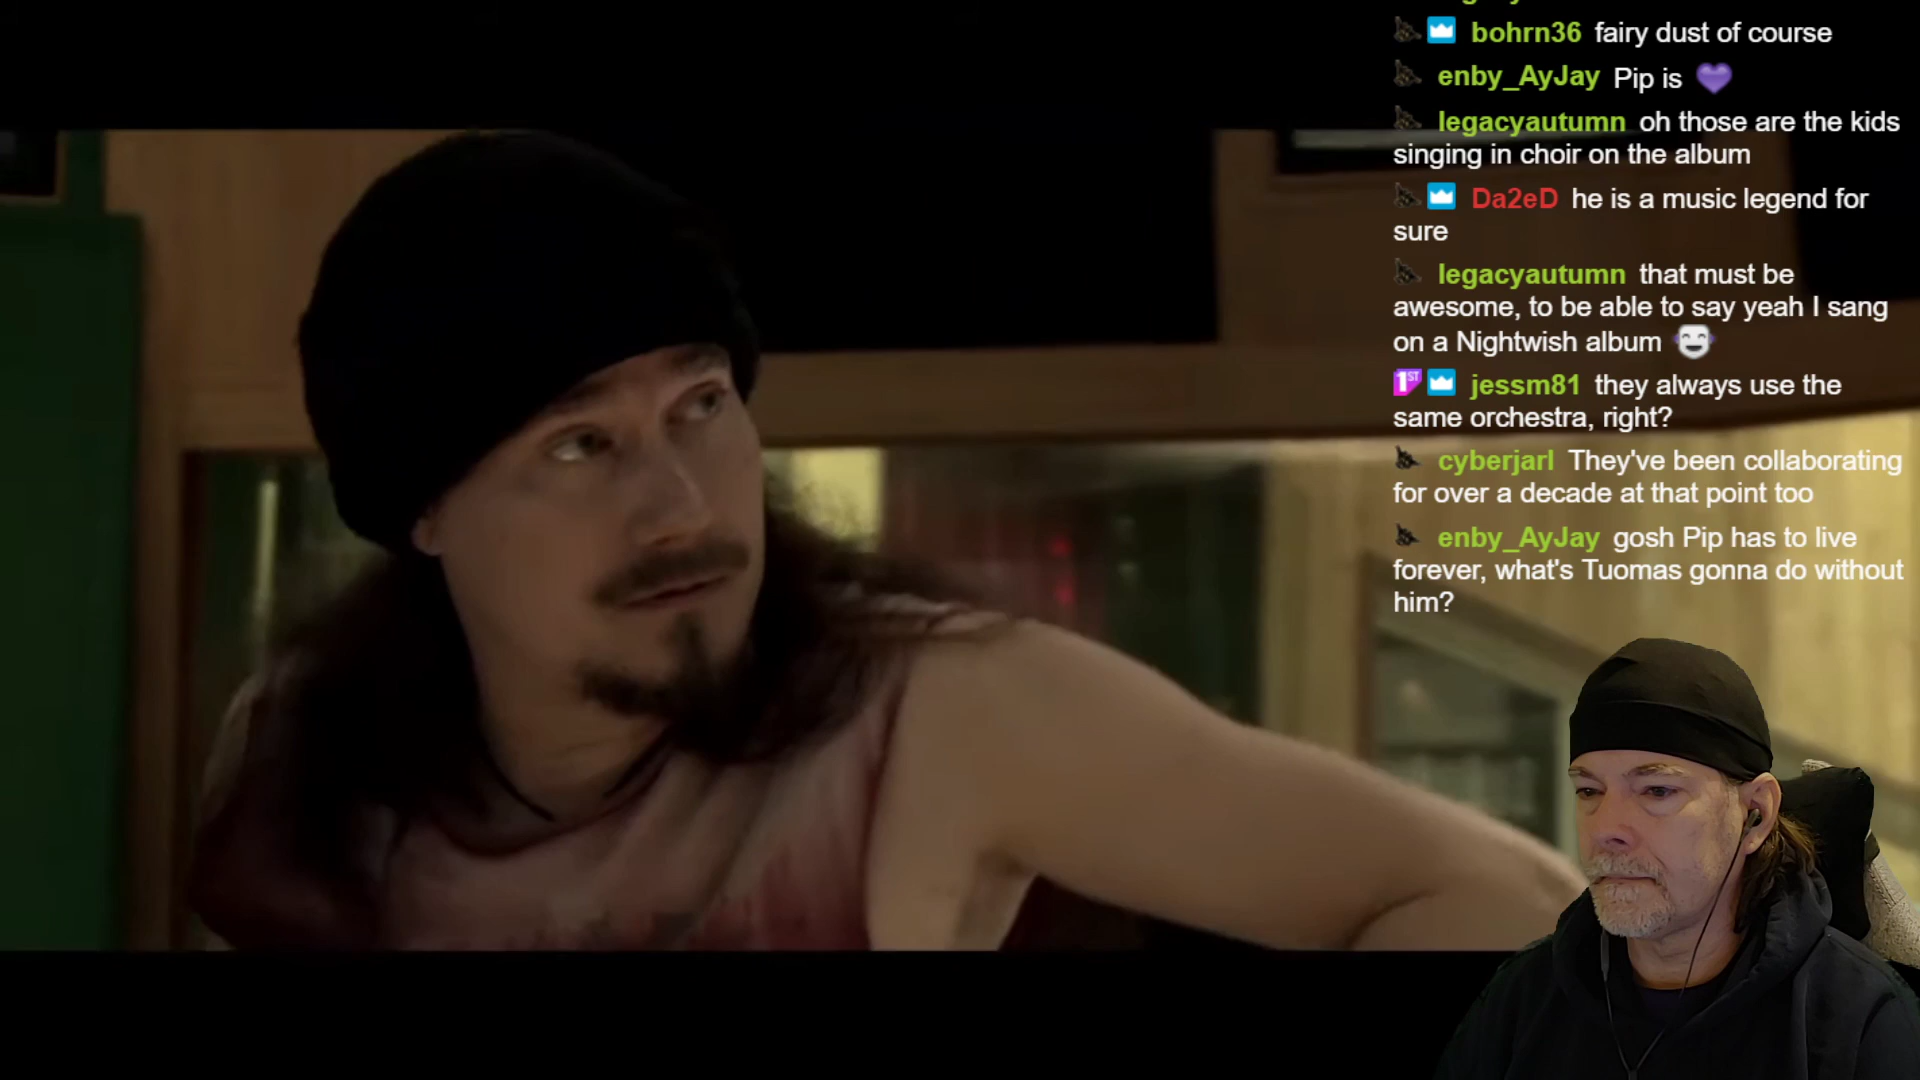 bohrn36 fairy dust of course
enby_AyJay Pip is
legacyautumn oh those are the kids
singing in choir on the album
Da2eD he is a music legend for
sure
legacyautumn that must be
awesome, to be able to say yeah I sang
on a Nightwish album
1ST jessm81 they always use the
same orchestra, right?
cyberjarl They've been collaborating
for over a decade at that point too
enby_AyJay gosh Pip has to live
forever, what's Tuomas gonna do without
him?